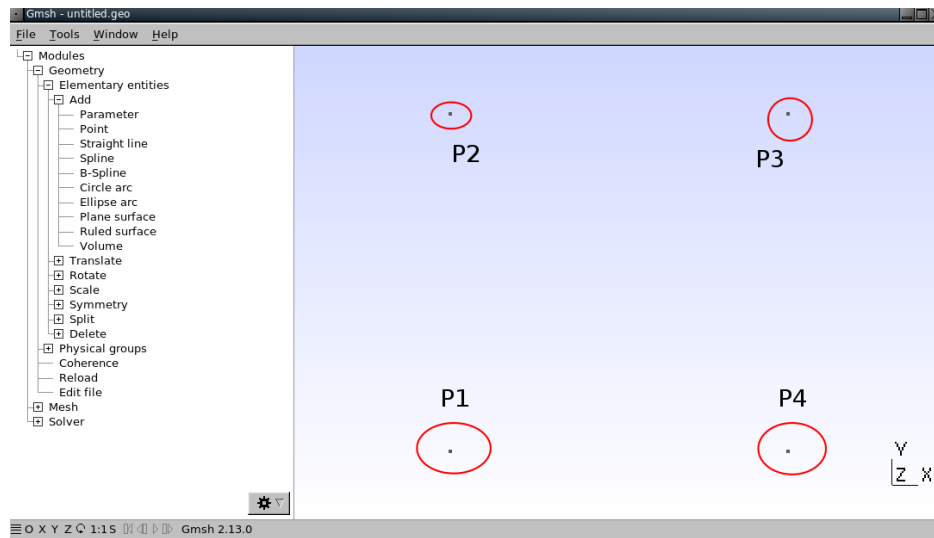 Gmsh - untitled.geo
File Tools Window Help
Modules
Geometry
Elementary entities
Add
Parameter
Point
Straight line
Spline
B-Spline
Circle arc
Ellipse arc
Plane surface
Ruled surface
Volume
Translate
Rotate
Scale
Symmetry
Split
Delete
Physical groups
Coherence
Reload
Edit file
Mesh
Solver
P2
P3
P1
P4
Y
Z X
O X Y Z 1:1 S Gmsh 2.13.0